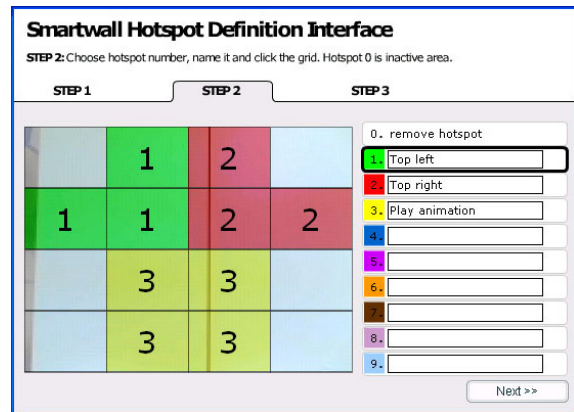 Smartwall Hotspot Definition Interface
STEP 2: Choose hotspot number, name it and click the grid. Hotspot 0 is inactive area.
STEP 1 STEP 2 STEP 3
0. remove hotspot
1. Top left
2. Top right
3. Play animation
4.
5.
6.
7.
8.
9.
1 2
1 1 2 2
3 3
3 3
Next >>